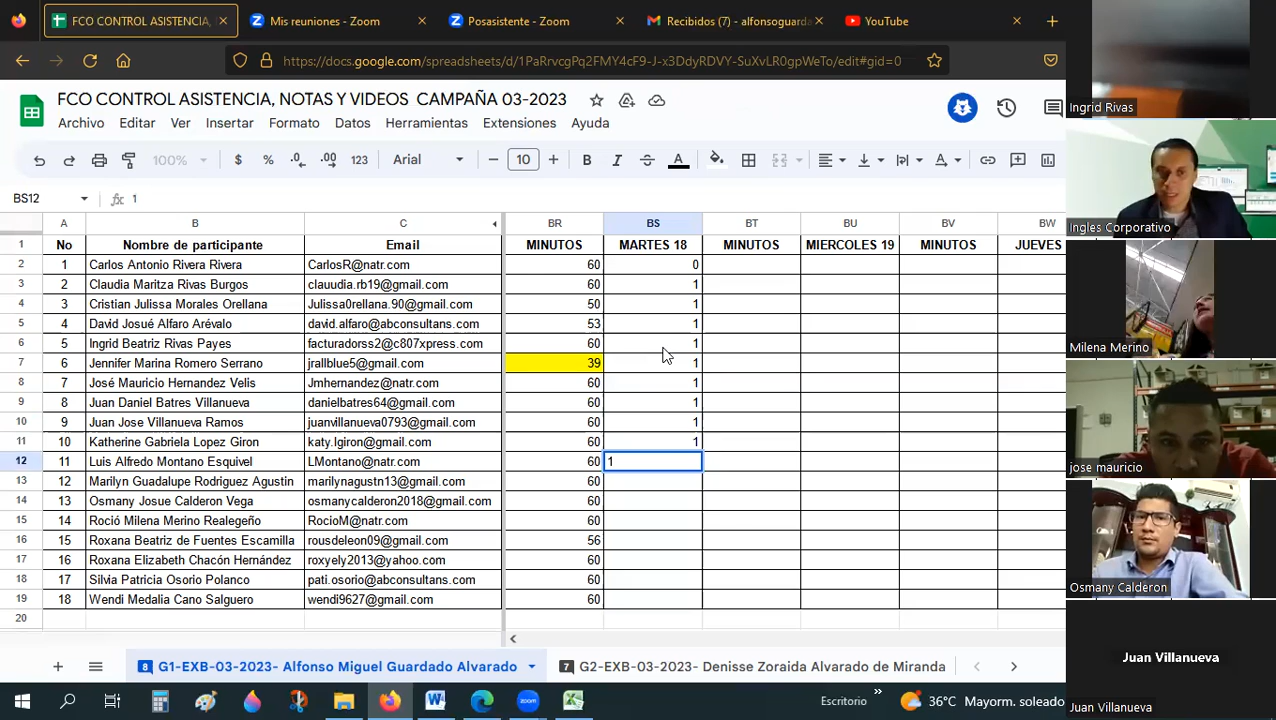 FCO CONTROL ASISTENCIA, × Mis reuniones - Zoom × Posasistente - Zoom × Recibidos (7) - alfonsoguarda × YouTube × +
https://docs.google.com/spreadsheets/d/1PaRrvcgPq2FMY4cF9-J-x3DdyRDVY-SuXvLR0gpWeTo/edit#gid=0
FCO CONTROL ASISTENCIA, NOTAS Y VIDEOS CAMPAÑA 03-2023
Archivo Editar Ver Insertar Formato Datos Herramientas Extensiones Ayuda
100% $ % .0 .00 123 Arial − 10 + B I A
BS12 fx 1
A B C BR BS BT BU BV BW
1 No Nombre de participante Email MINUTOS MARTES 18 MINUTOS MIERCOLES 19 MINUTOS JUEVES
2 1 Carlos Antonio Rivera Rivera CarlosR@natr.com 60 0
3 2 Claudia Maritza Rivas Burgos clauudia.rb19@gmail.com 60 1
4 3 Cristian Julissa Morales Orellana Julissa0rellana.90@gmail.com 50 1
5 4 David Josué Alfaro Arévalo david.alfaro@abconsultans.com 53 1
6 5 Ingrid Beatriz Rivas Payes facturadorss2@c807xpress.com 60 1
7 6 Jennifer Marina Romero Serrano jrallblue5@gmail.com 39 1
8 7 José Mauricio Hernandez Velis Jmhernandez@natr.com 60 1
9 8 Juan Daniel Batres Villanueva danielbatres64@gmail.com 60 1
10 9 Juan Jose Villanueva Ramos juanvillanueva0793@gmail.com 60 1
11 10 Katherine Gabriela Lopez Giron katy.lgiron@gmail.com 60 1
12 11 Luis Alfredo Montano Esquivel LMontano@natr.com 60 1
13 12 Marilyn Guadalupe Rodriguez Agustin marilynagustn13@gmail.com 60
14 13 Osmany Josue Calderon Vega osmanycalderon2018@gmail.com 60
15 14 Roció Milena Merino Realegeño RocioM@natr.com 60
16 15 Roxana Beatriz de Fuentes Escamilla rousdeleon09@gmail.com 56
17 16 Roxana Elizabeth Chacón Hernández roxyely2013@yahoo.com 60
18 17 Silvia Patricia Osorio Polanco pati.osorio@abconsultans.com 60
19 18 Wendi Medalia Cano Salguero wendi9627@gmail.com 60
20
+ 8 G1-EXB-03-2023- Alfonso Miguel Guardado Alvarado 7 G2-EXB-03-2023- Denisse Zoraida Alvarado de Miranda
Escritorio » 36°C Mayorm. soleado
Ingrid Rivas
Ingles Corporativo
Milena Merino
jose mauricio
Osmany Calderon
Juan Villanueva
Juan Villanueva